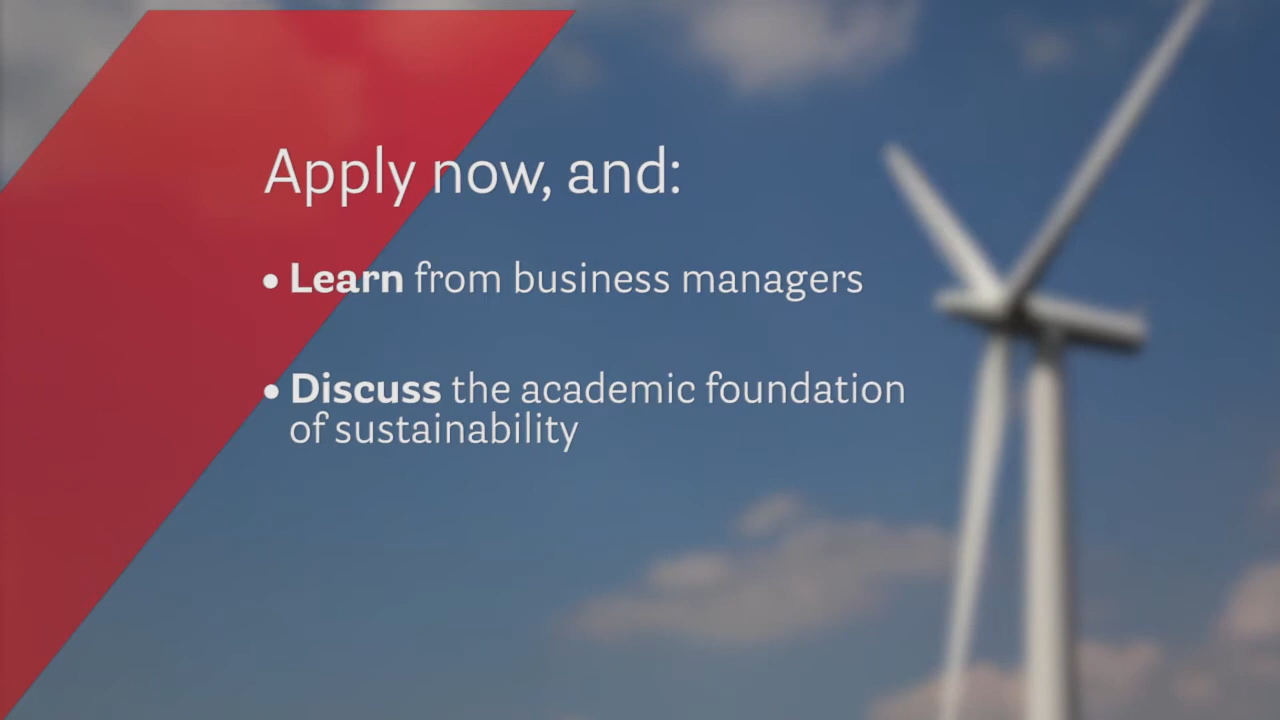 Apply now, and:
• Learn from business managers
• Discuss the academic foundation
of sustainability